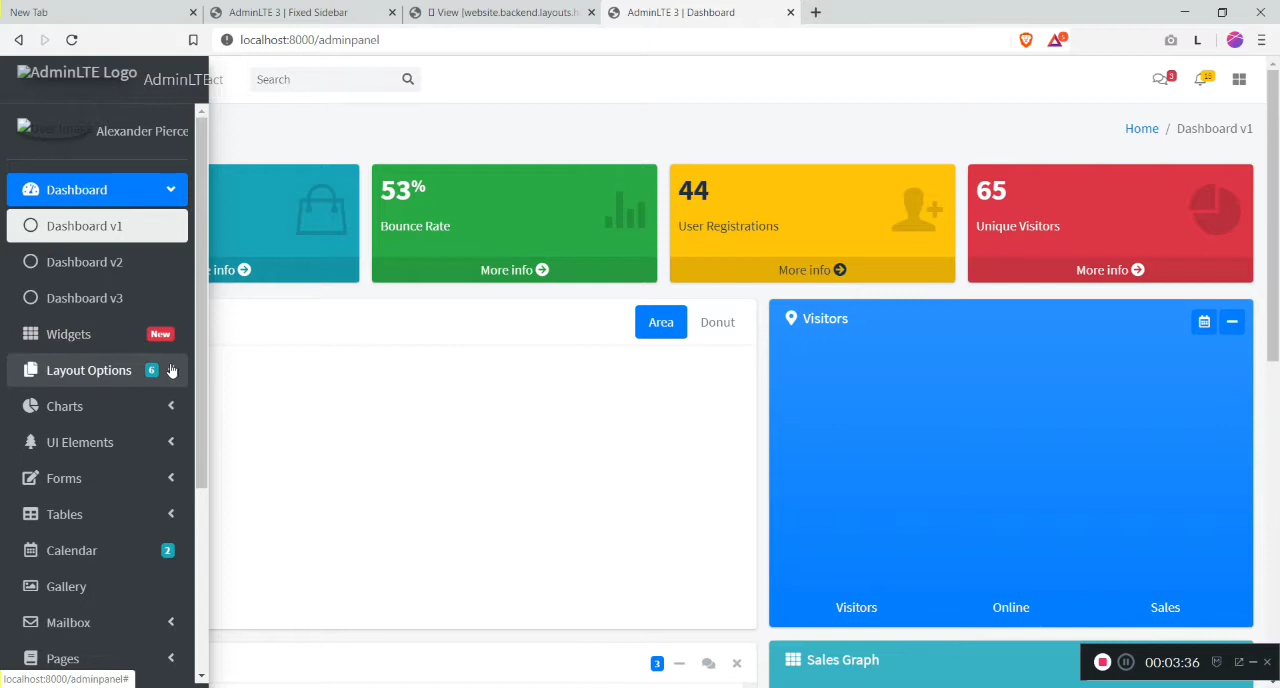 New Tab
AdminLTE 3 | Fixed Sidebar
View [website.backend.layouts.h
AdminLTE 3 | Dashboard
localhost:8000/adminpanel
L
AdminLTE Logo
AdminLTE
act
Search
3
15
Alexander Pierce
Home / Dashboard v1
Dashboard
Dashboard v1
Dashboard v2
Dashboard v3
Widgets
New
Layout Options
6
Charts
UI Elements
Forms
Tables
Calendar
2
Gallery
Mailbox
Pages
info
53%
Bounce Rate
More info
44
User Registrations
More info
65
Unique Visitors
More info
Area
Donut
Visitors
Visitors
Online
Sales
3
Sales Graph
00:03:36
localhost:8000/adminpanel#